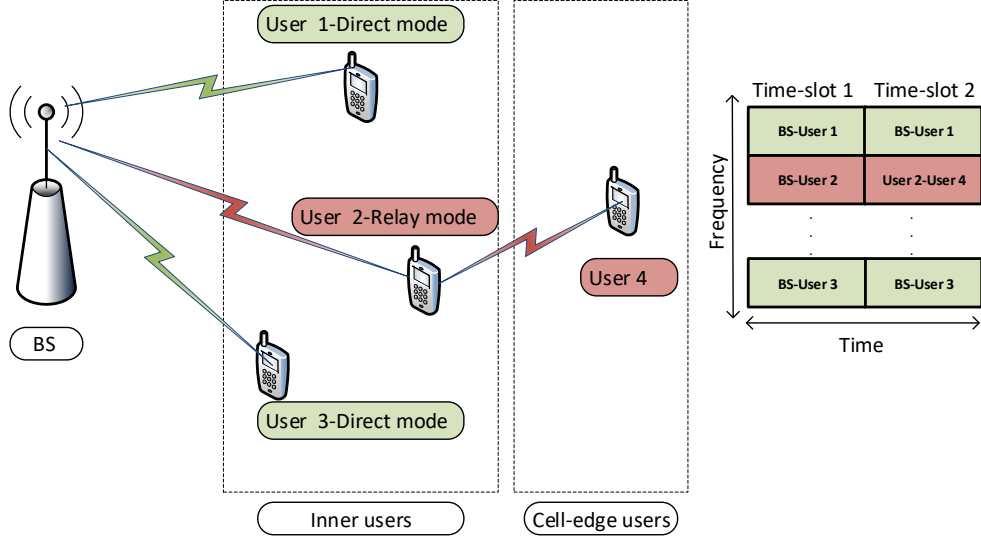 User 1-Direct mode
User 2-Relay mode
User 4
BS
User 3-Direct mode
Inner users
Cell-edge users
Time-slot 1 Time-slot 2
Frequency
BS-User 1 BS-User 1
BS-User 2 User 2-User 4
BS-User 3 BS-User 3
Time